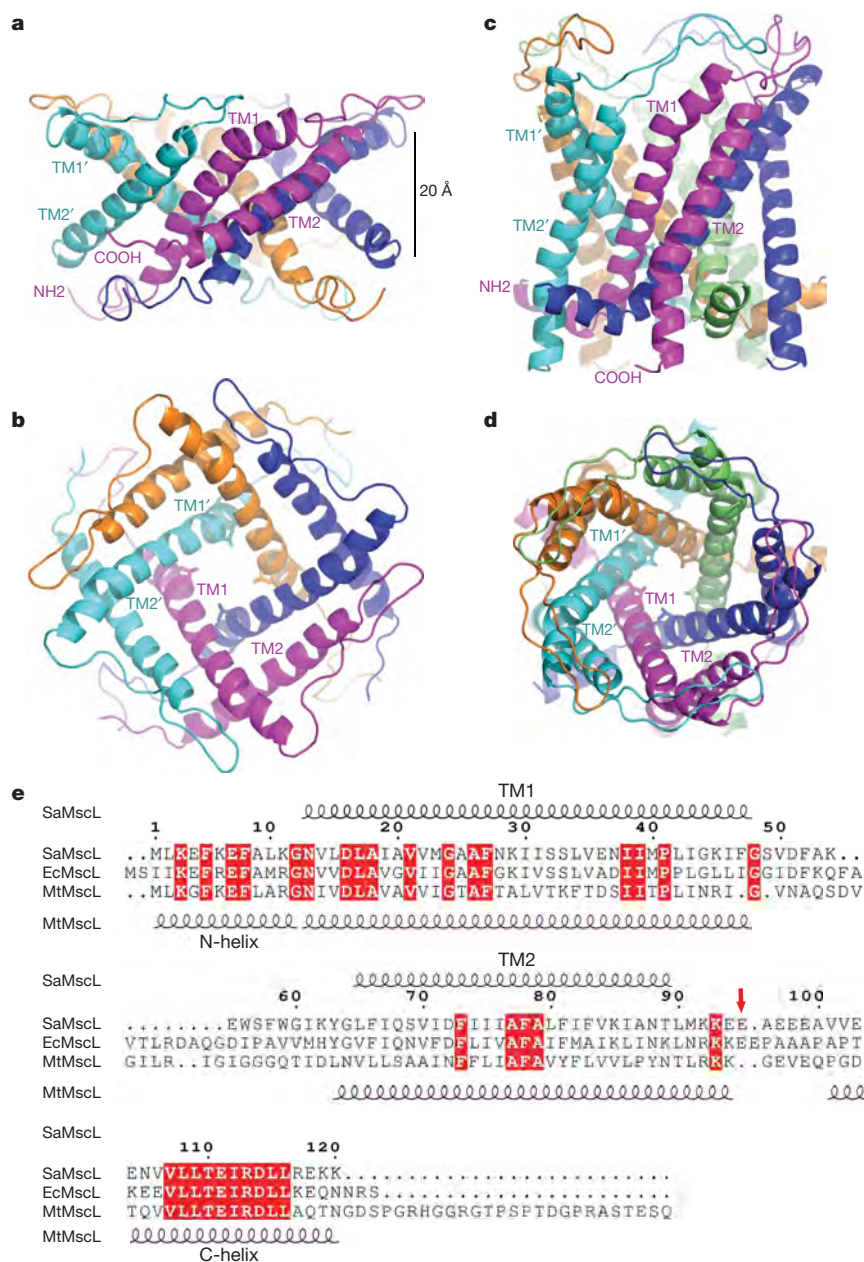 a
TM1
TM1′
TM2′
TM2
COOH
NH2
20 Å
c
TM1
TM1′
TM2′
TM2
NH2
COOH
b
TM1′
TM1
TM2′
TM2
d
TM1′
TM1
TM2′
TM2
e
TM1
SaMscL
1 10 20 30 40 50
SaMscL ..MLKEFKEFALKGNVLDLAIAVVMGAAFNKIISSLVENIIMPLIGKIFGSVDFAK..
EcMscL MSIIKEFREFAMRGNVVDLAVGVIIGAAFGKIVSSLVADIIMPPLGLLIGGIDFKQFA
MtMscL ..MLKGFKEFLARGNIVDLAVAVVIGTAFTALVTKFTDSIITPLINRI.GVNAQSDV
MtMscL
N-helix
TM2
SaMscL
60 70 80 90 100
SaMscL .......EWSFWGIKYGLFIQSVIDFIIIAFALFIFVKIANTLMKKEE.AEEEAVVE
EcMscL VTLRDAQGDIPAVVMHYGVFIQNVFDFLIVAFAIFMAIKLINKLNRKKEEPAAAPAPT
MtMscL GILR..IGIGGGQTIDLNVLLSAAINFFLIAFAVYFLVVLPYNTLRKK..GEVEQPGD
MtMscL
SaMscL
110 120
SaMscL ENVVLLTEIRDLLREKK..........................
EcMscL KEEVLLTEIRDLLKEQNNRS.......................
MtMscL TQVVLLTEIRDLLAQTNGDSPGRHGGRGTPSPTDGPRASTESQ
MtMscL
C-helix